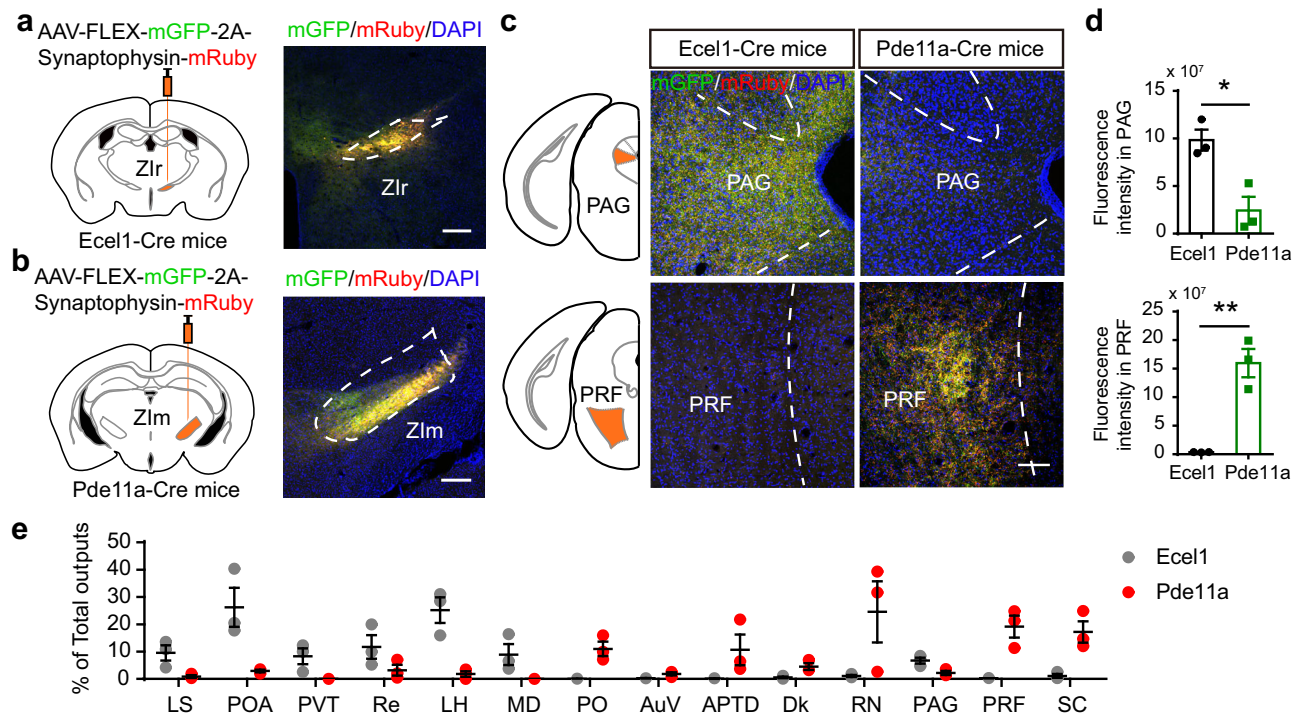 a
AAV-FLEX-mGFP-2A-
Synaptophysin-mRuby
ZIr
Ecel1-Cre mice
mGFP/mRuby/DAPI
ZIr
b
AAV-FLEX-mGFP-2A-
Synaptophysin-mRuby
ZIm
Pde11a-Cre mice
mGFP/mRuby/DAPI
ZIm
c
Ecel1-Cre mice Pde11a-Cre mice
mGFP/mRuby/DAPI
PAG
PAG
PAG
PRF
PRF
PRF
d
x 10⁷
Fluorescence
intensity in PAG
10
5
0
*
Ecel1 Pde11a
x 10⁷
Fluorescence
intensity in PRF
25
20
15
10
5
0
**
Ecel1 Pde11a
e
% of Total outputs
50
40
30
20
10
0
LS POA PVT Re LH MD PO AuV APTD Dk RN PAG PRF SC
Ecel1
Pde11a